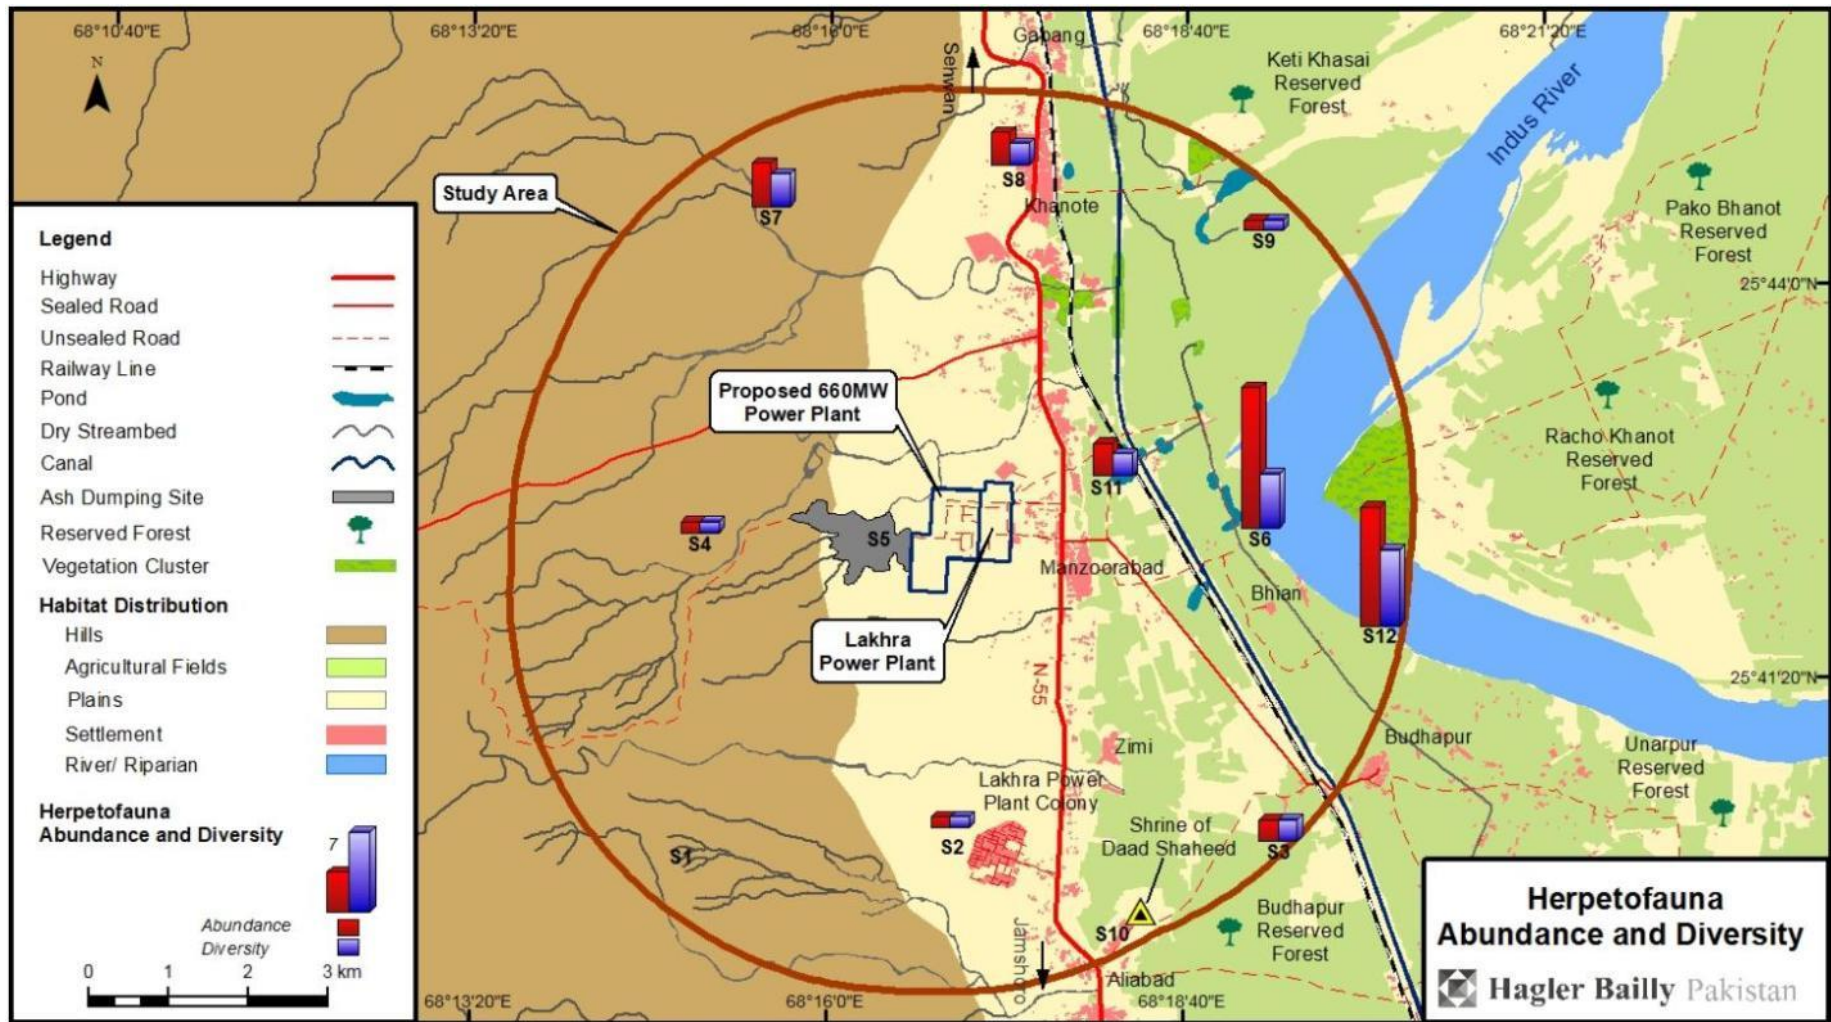 68°10'40"E
68°13'20"E
68°16'0"E
68°18'40"E
68°21'20"E
N
Sehwan
Gabang
Keti Khasai
Reserved
Forest
Indus River
Study Area
S7
S8
Khanote
S9
Pako Bhanot
Reserved
Forest
25°44'0"N
Legend
Highway
Sealed Road
Unsealed Road
Railway Line
Pond
Dry Streambed
Canal
Ash Dumping Site
Reserved Forest
Vegetation Cluster
Habitat Distribution
Hills
Agricultural Fields
Plains
Settlement
River/ Riparian
Herpetofauna
Abundance and Diversity
7
Abundance
Diversity
0 1 2 3 km
Proposed 660MW
Power Plant
Racho Khanot
Reserved
Forest
S11
S4
S5
S6
Manzoorabad
Bhian
S12
Lakhra
Power Plant
N-55
25°41'20"N
Zimi
Budhapur
Unarpur
Reserved
Forest
Lakhra Power
Plant Colony
S1
S2
Shrine of
Daad Shaheed
S3
S10
Budhapur
Reserved
Forest
Jamshoro
Aliabad
68°13'20"E
68°16'0"E
68°18'40"E
Herpetofauna
Abundance and Diversity
Hagler Bailly Pakistan